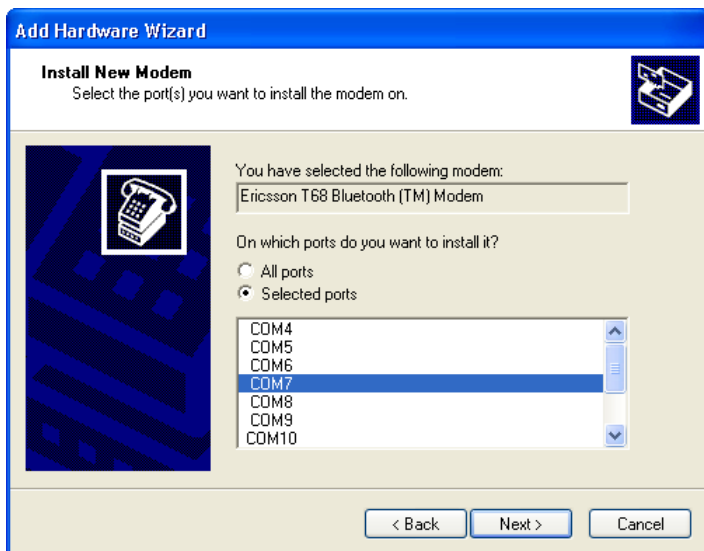 Add Hardware Wizard
Install New Modem
Select the port(s) you want to install the modem on.
You have selected the following modem:
Ericsson T68 Bluetooth (TM) Modem
On which ports do you want to install it?
All ports
Selected ports
COM4
COM5
COM6
COM7
COM8
COM9
COM10
< Back Next > Cancel